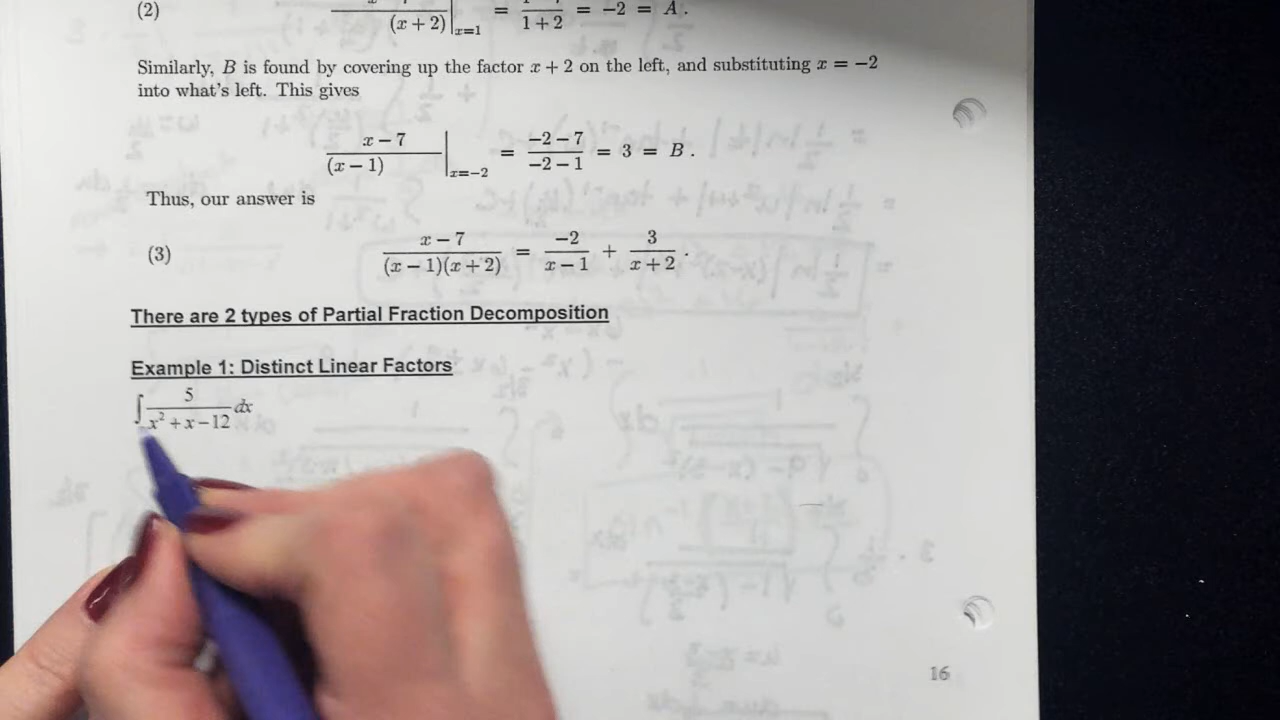 (2) (x + 2)|x=1 = 1 + 2 = −2 = A .
Similarly, B is found by covering up the factor x + 2 on the left, and substituting x = −2
into what's left. This gives
x − 7 / (x − 1) |x=−2 = −2 − 7 / −2 − 1 = 3 = B .
Thus, our answer is
(3) x − 7 / (x − 1)(x + 2) = −2 / x − 1 + 3 / x + 2 .
There are 2 types of Partial Fraction Decomposition
Example 1: Distinct Linear Factors
∫ 5 / x² + x − 12 dx
16